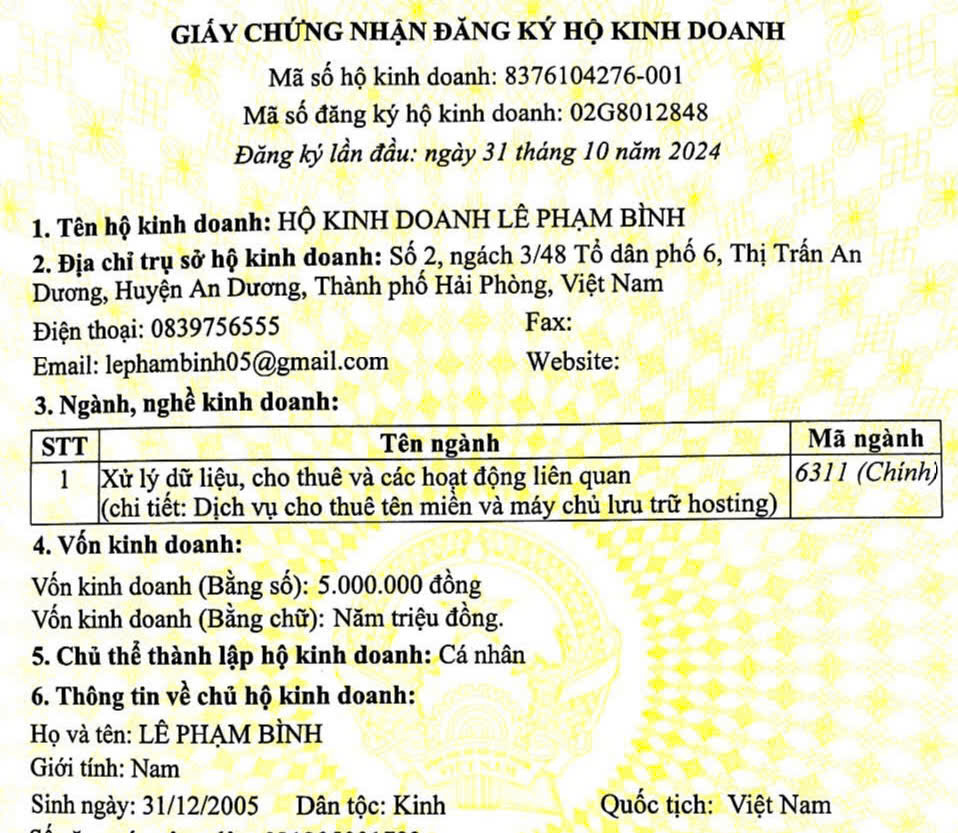 GIẤY CHỨNG NHẬN ĐĂNG KÝ HỘ KINH DOANH
Mã số hộ kinh doanh: 8376104276-001
Mã số đăng ký hộ kinh doanh: 02G8012848
Đăng ký lần đầu: ngày 31 tháng 10 năm 2024
1. Tên hộ kinh doanh: HỘ KINH DOANH LÊ PHẠM BÌNH
2. Địa chỉ trụ sở hộ kinh doanh: Số 2, ngách 3/48 Tổ dân phố 6, Thị Trấn An
Dương, Huyện An Dương, Thành phố Hải Phòng, Việt Nam
Điện thoại: 0839756555 Fax:
Email: lephambinh05@gmail.com Website:
3. Ngành, nghề kinh doanh:
STT Tên ngành Mã ngành
1 Xử lý dữ liệu, cho thuê và các hoạt động liên quan 6311 (Chính)
(chi tiết: Dịch vụ cho thuê tên miền và máy chủ lưu trữ hosting)
4. Vốn kinh doanh:
Vốn kinh doanh (Bằng số): 5.000.000 đồng
Vốn kinh doanh (Bằng chữ): Năm triệu đồng.
5. Chủ thể thành lập hộ kinh doanh: Cá nhân
6. Thông tin về chủ hộ kinh doanh:
Họ và tên: LÊ PHẠM BÌNH
Giới tính: Nam
VIỆT NAM
Sinh ngày: 31/12/2005 Dân tộc: Kinh Quốc tịch: Việt Nam